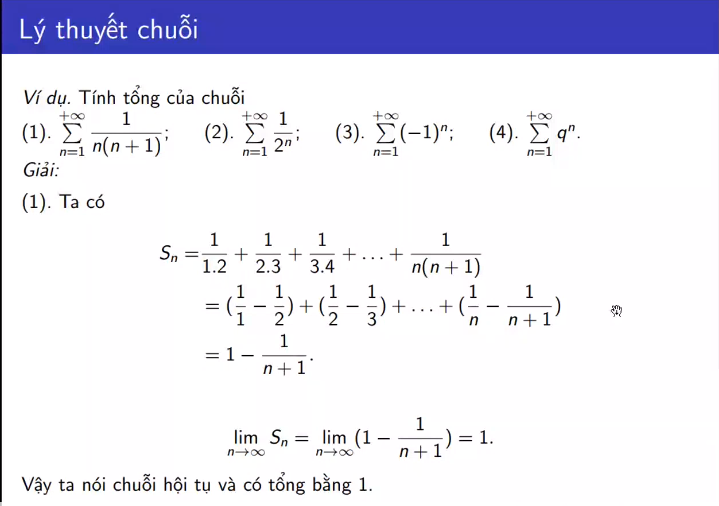 Lý thuyết chuỗi
Ví dụ. Tính tổng của chuỗi
(1). $\sum_{n=1}^{+\infty} \frac{1}{n(n+1)}$; (2). $\sum_{n=1}^{+\infty} \frac{1}{2^n}$; (3). $\sum_{n=1}^{+\infty} (-1)^n$; (4). $\sum_{n=1}^{+\infty} q^n$.
Giải:
(1). Ta có
$S_n = \frac{1}{1.2} + \frac{1}{2.3} + \frac{1}{3.4} + \ldots + \frac{1}{n(n+1)}$
$= (\frac{1}{1} - \frac{1}{2}) + (\frac{1}{2} - \frac{1}{3}) + \ldots + (\frac{1}{n} - \frac{1}{n+1})$
$= 1 - \frac{1}{n+1}.$
$\lim_{n \to \infty} S_n = \lim_{n \to \infty} (1 - \frac{1}{n+1}) = 1.$
Vậy ta nói chuỗi hội tụ và có tổng bằng 1.